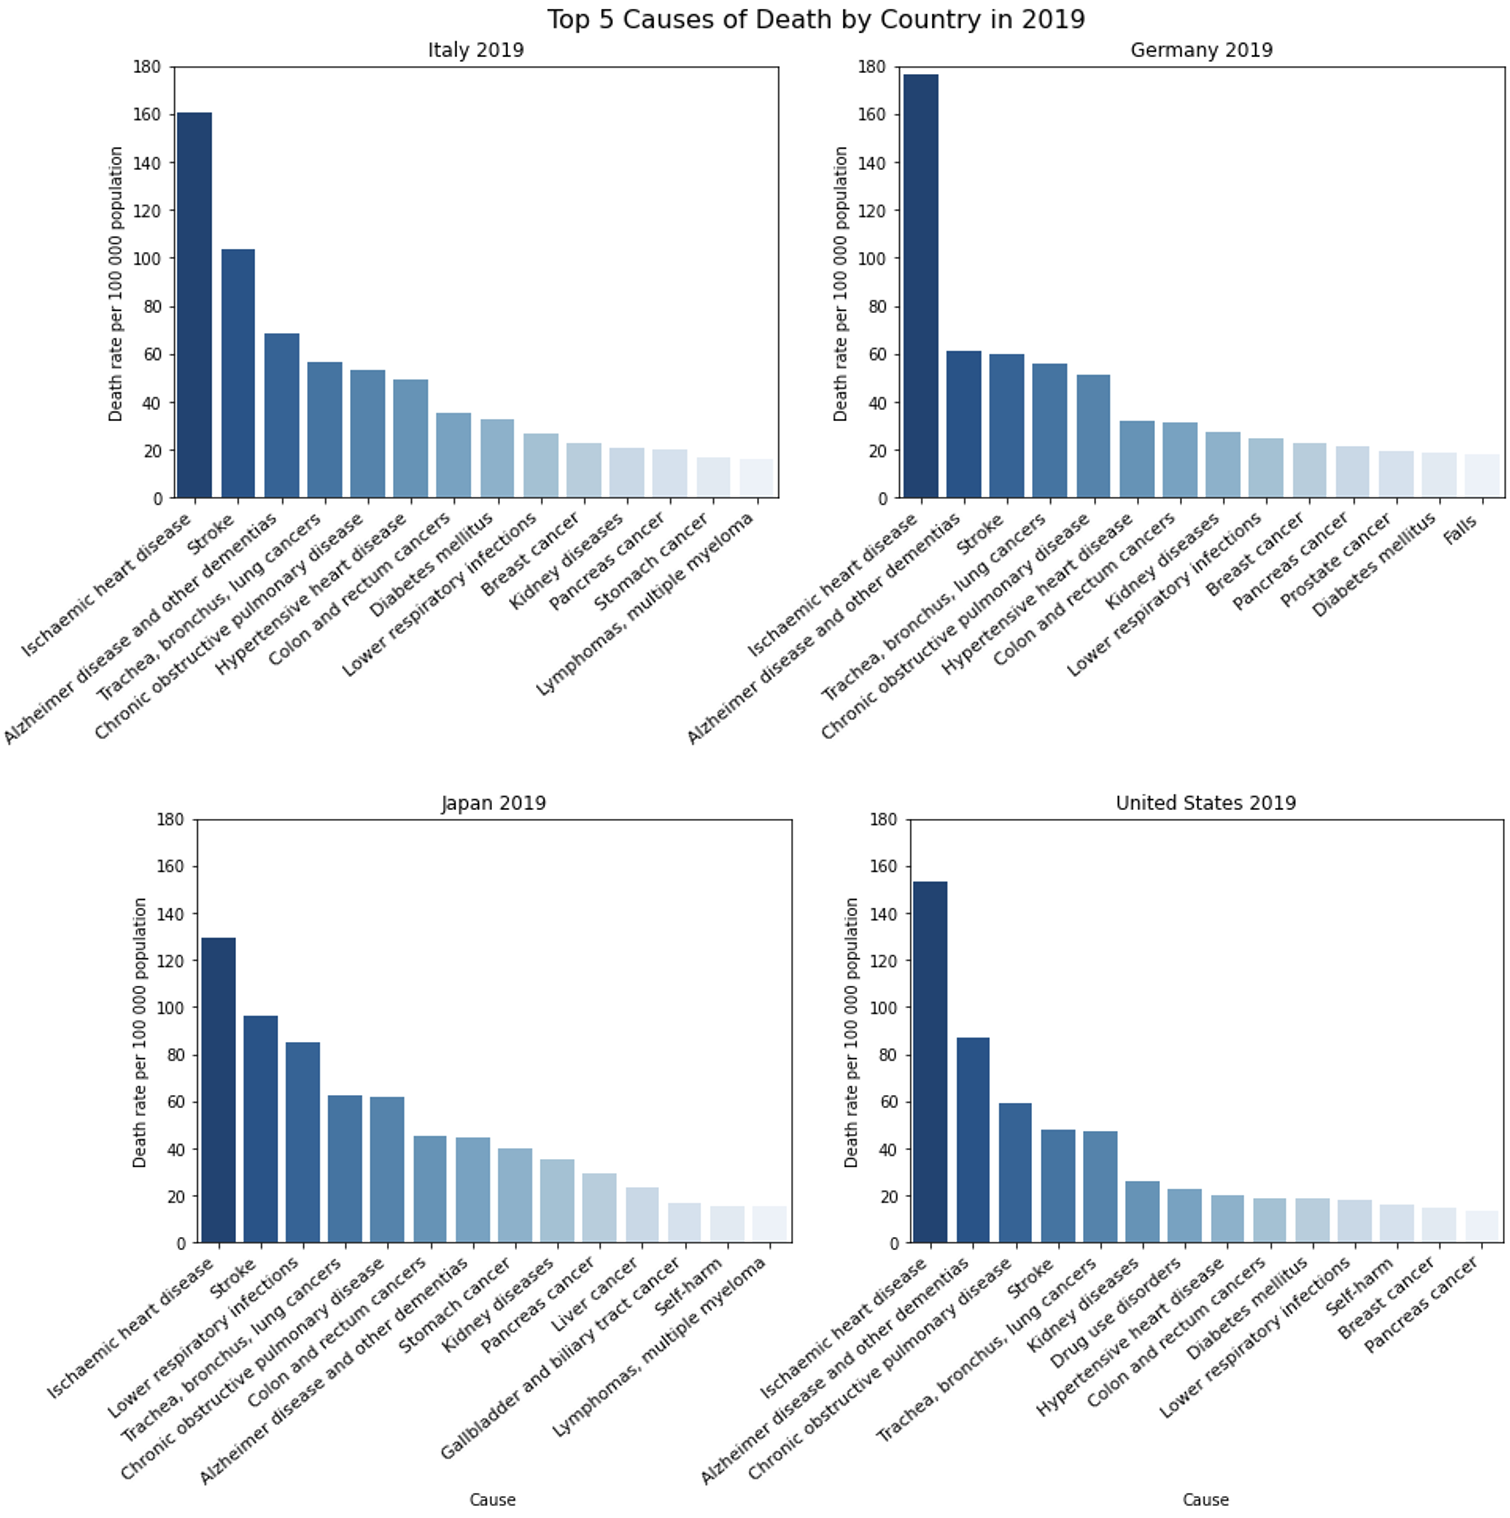 Top 5 Causes of Death by Country in 2019
Italy 2019
180
160
140
120
100
80
60
40
20
0
Death rate per 100 000 population
Ischaemic heart disease
Stroke
Alzheimer disease and other dementias
Trachea, bronchus, lung cancers
Chronic obstructive pulmonary disease
Hypertensive heart disease
Colon and rectum cancers
Diabetes mellitus
Lower respiratory infections
Breast cancer
Kidney diseases
Pancreas cancer
Stomach cancer
Lymphomas, multiple myeloma
Germany 2019
180
160
140
120
100
80
60
40
20
0
Death rate per 100 000 population
Ischaemic heart disease
Alzheimer disease and other dementias
Stroke
Trachea, bronchus, lung cancers
Chronic obstructive pulmonary disease
Hypertensive heart disease
Colon and rectum cancers
Kidney diseases
Lower respiratory infections
Breast cancer
Pancreas cancer
Prostate cancer
Diabetes mellitus
Falls
Japan 2019
180
160
140
120
100
80
60
40
20
0
Death rate per 100 000 population
Ischaemic heart disease
Stroke
Lower respiratory infections
Trachea, bronchus, lung cancers
Chronic obstructive pulmonary disease
Colon and rectum cancers
Alzheimer disease and other dementias
Stomach cancer
Kidney diseases
Pancreas cancer
Liver cancer
Gallbladder and biliary tract cancer
Self-harm
Lymphomas, multiple myeloma
Cause
United States 2019
180
160
140
120
100
80
60
40
20
0
Death rate per 100 000 population
Ischaemic heart disease
Alzheimer disease and other dementias
Chronic obstructive pulmonary disease
Stroke
Trachea, bronchus, lung cancers
Kidney diseases
Drug use disorders
Hypertensive heart disease
Colon and rectum cancers
Diabetes mellitus
Lower respiratory infections
Self-harm
Breast cancer
Pancreas cancer
Cause